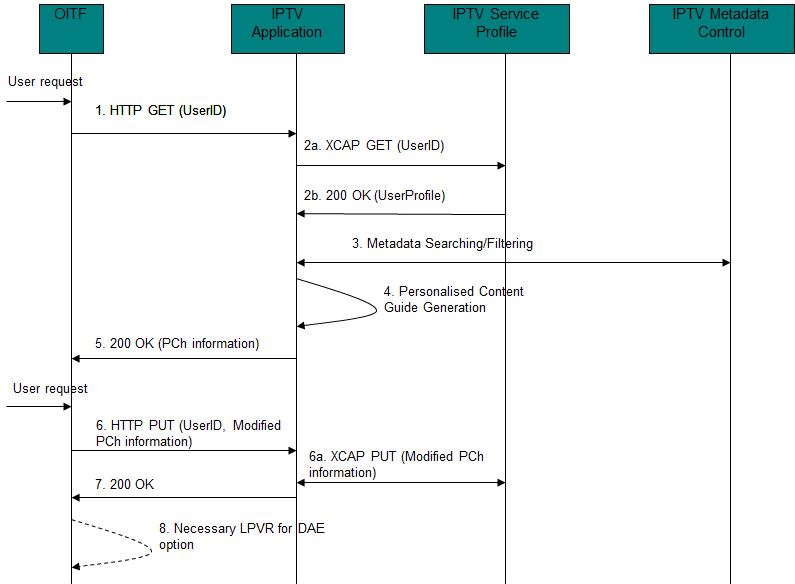 OITF
IPTV
Application
IPTV Service
Profile
IPTV Metadata
Control
User request
1. HTTP GET (UserID)
2a. XCAP GET (UserID)
2b. 200 OK (UserProfile)
3. Metadata Searching/Filtering
4. Personalised Content
Guide Generation
5. 200 OK (PCh information)
User request
6. HTTP PUT (UserID, Modified
PCh information)
6a. XCAP PUT (Modified PCh
information)
7. 200 OK
8. Necessary LPVR for DAE
option